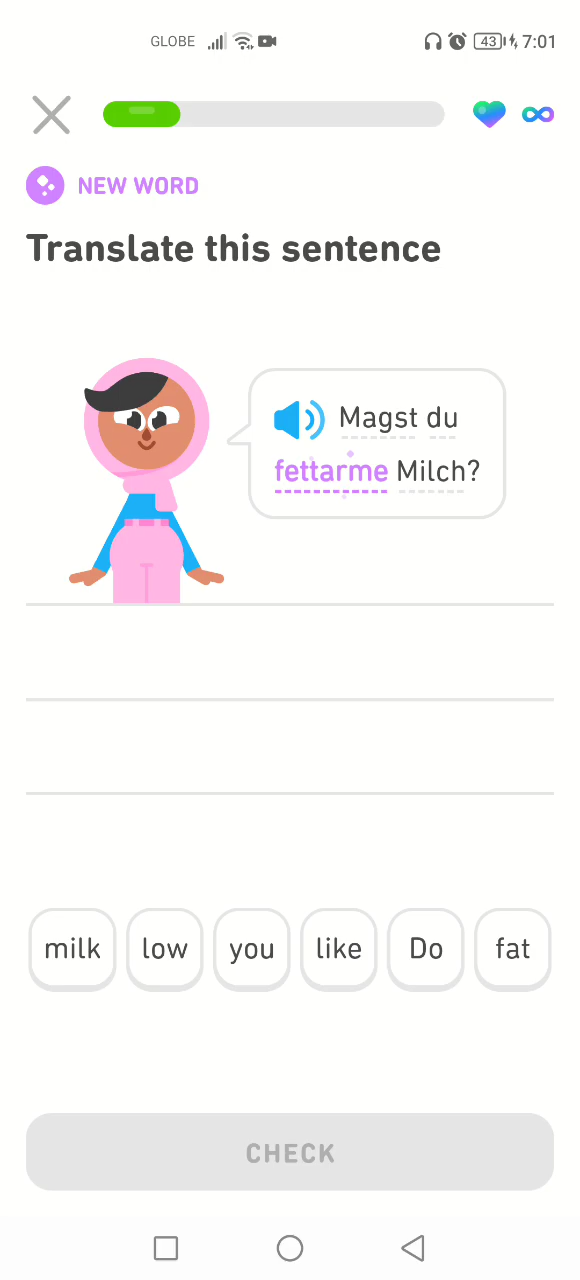 GLOBE 43 7:01
NEW WORD
Translate this sentence
Magst du
fettarme Milch?
milk low you like Do fat
CHECK